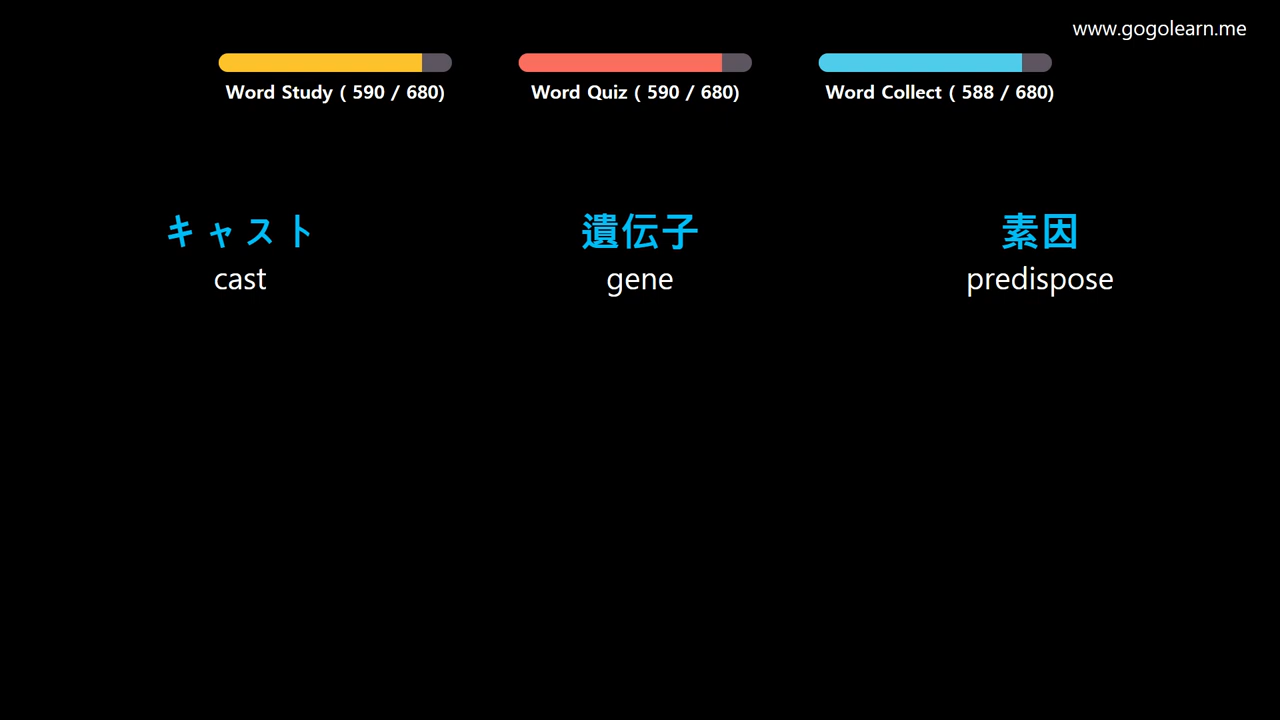 www.gogolearn.me
Word Study ( 590 / 680)
Word Quiz ( 590 / 680)
Word Collect ( 588 / 680)
キャスト
cast
遺伝子
gene
素因
predispose